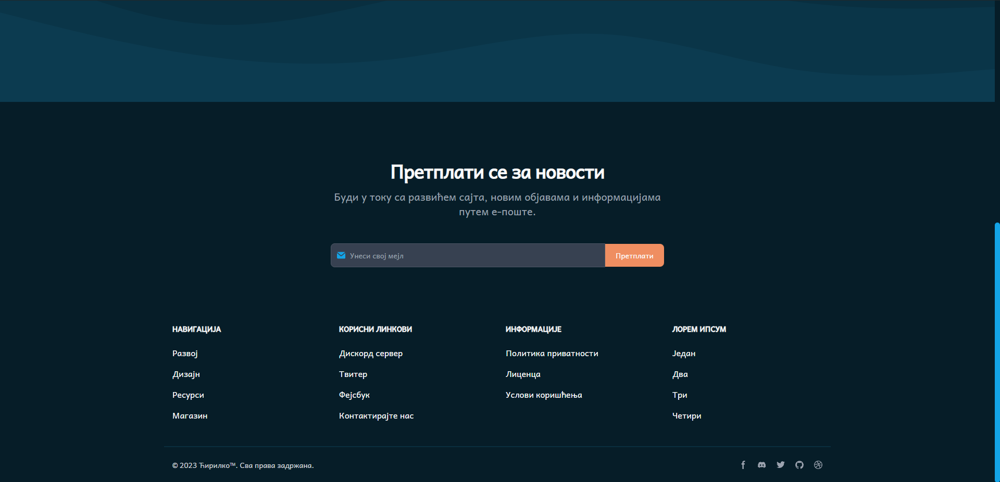 Претплати се за новости
Буди у току са развићем сајта, новим објавама и информацијама
путем е-поште.
Унеси свој мејл
Претплати
НАВИГАЦИЈА
Развој
Дизајн
Ресурси
Магазин
КОРИСНИ ЛИНКОВИ
Дискорд сервер
Твитер
Фејсбук
Контактирајте нас
ИНФОРМАЦИЈЕ
Политика приватности
Лиценца
Услови коришћења
ЛОРЕМ ИПСУМ
Један
Два
Три
Четири
© 2023 Ћирилко™. Сва права задржана.